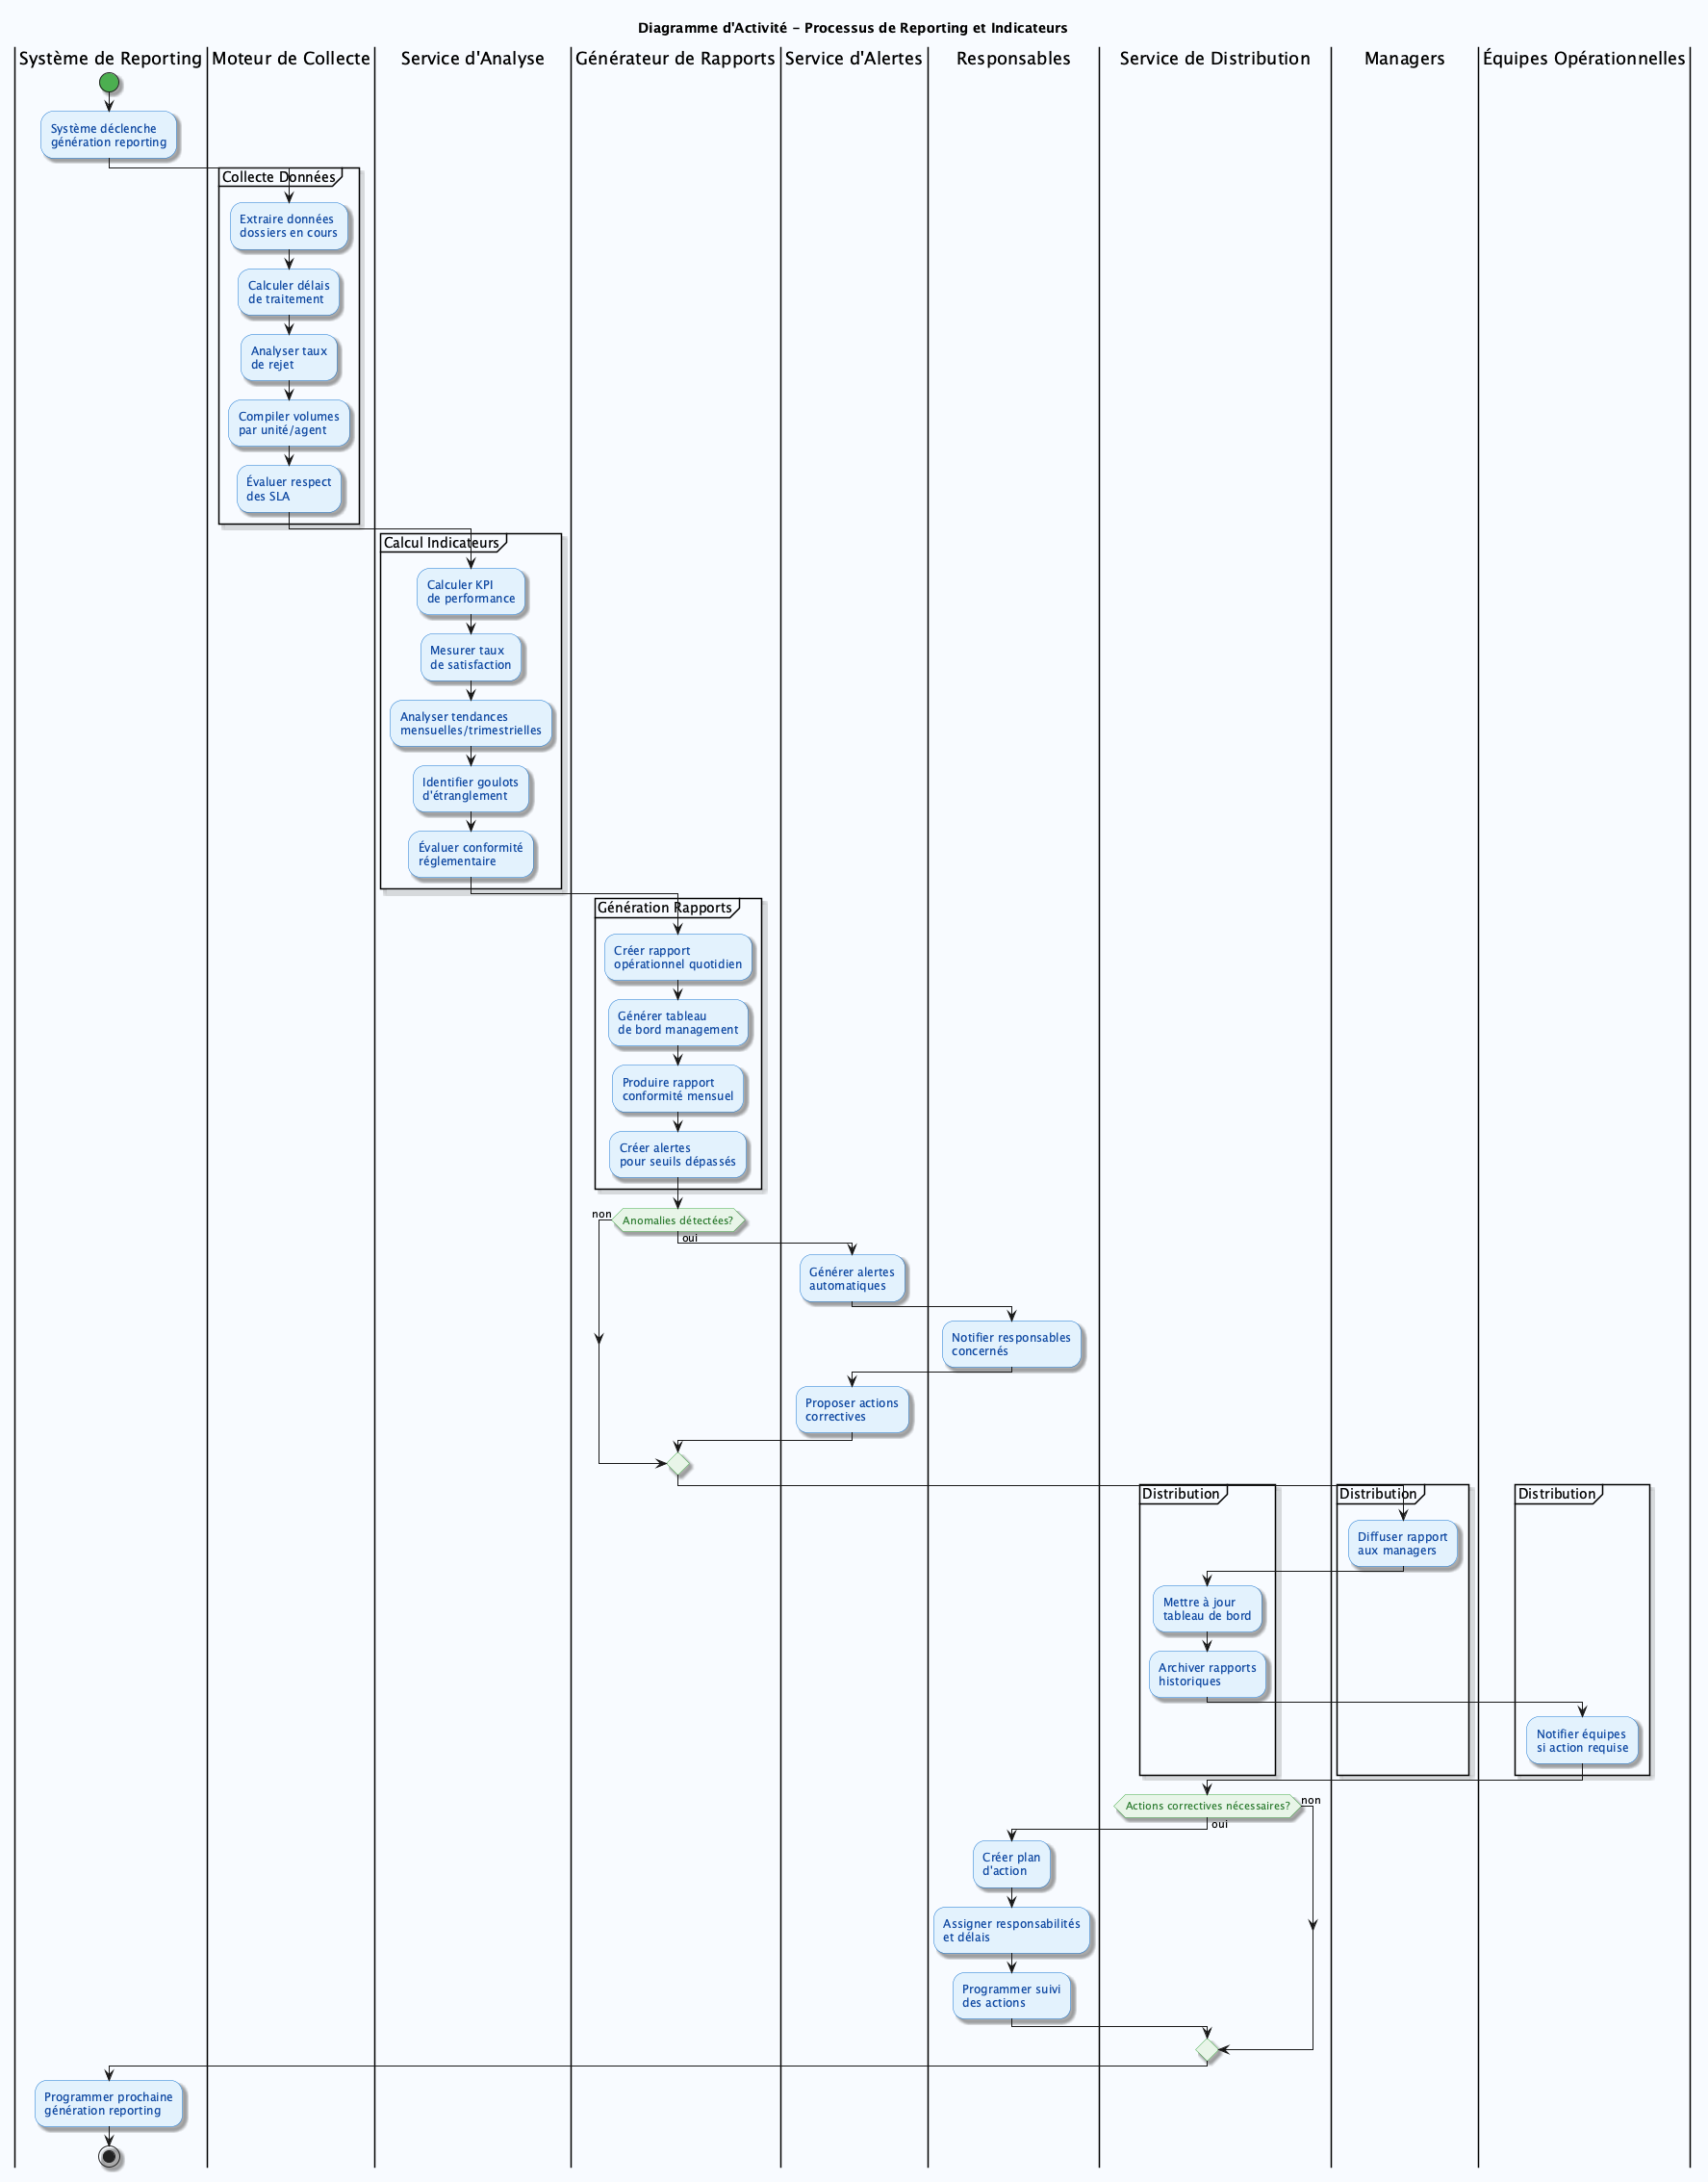 Diagramme d'Activité - Processus de Reporting et Indicateurs
Système de Reporting
Moteur de Collecte
Service d'Analyse
Générateur de Rapports
Service d'Alertes
Responsables
Service de Distribution
Managers
Équipes Opérationnelles
Système déclenche
génération reporting
Collecte Données
Extraire données
dossiers en cours
Calculer délais
de traitement
Analyser taux
de rejet
Compiler volumes
par unité/agent
Évaluer respect
des SLA
Calcul Indicateurs
Calculer KPI
de performance
Mesurer taux
de satisfaction
Analyser tendances
mensuelles/trimestrielles
Identifier goulots
d'étranglement
Évaluer conformité
réglementaire
Génération Rapports
Créer rapport
opérationnel quotidien
Générer tableau
de bord management
Produire rapport
conformité mensuel
Créer alertes
pour seuils dépassés
non
Anomalies détectées?
oui
Générer alertes
automatiques
Notifier responsables
concernés
Proposer actions
correctives
Distribution
Distribution
Distribution
Diffuser rapport
aux managers
Mettre à jour
tableau de bord
Archiver rapports
historiques
Notifier équipes
si action requise
Actions correctives nécessaires?
non
oui
Créer plan
d'action
Assigner responsabilités
et délais
Programmer suivi
des actions
Programmer prochaine
génération reporting